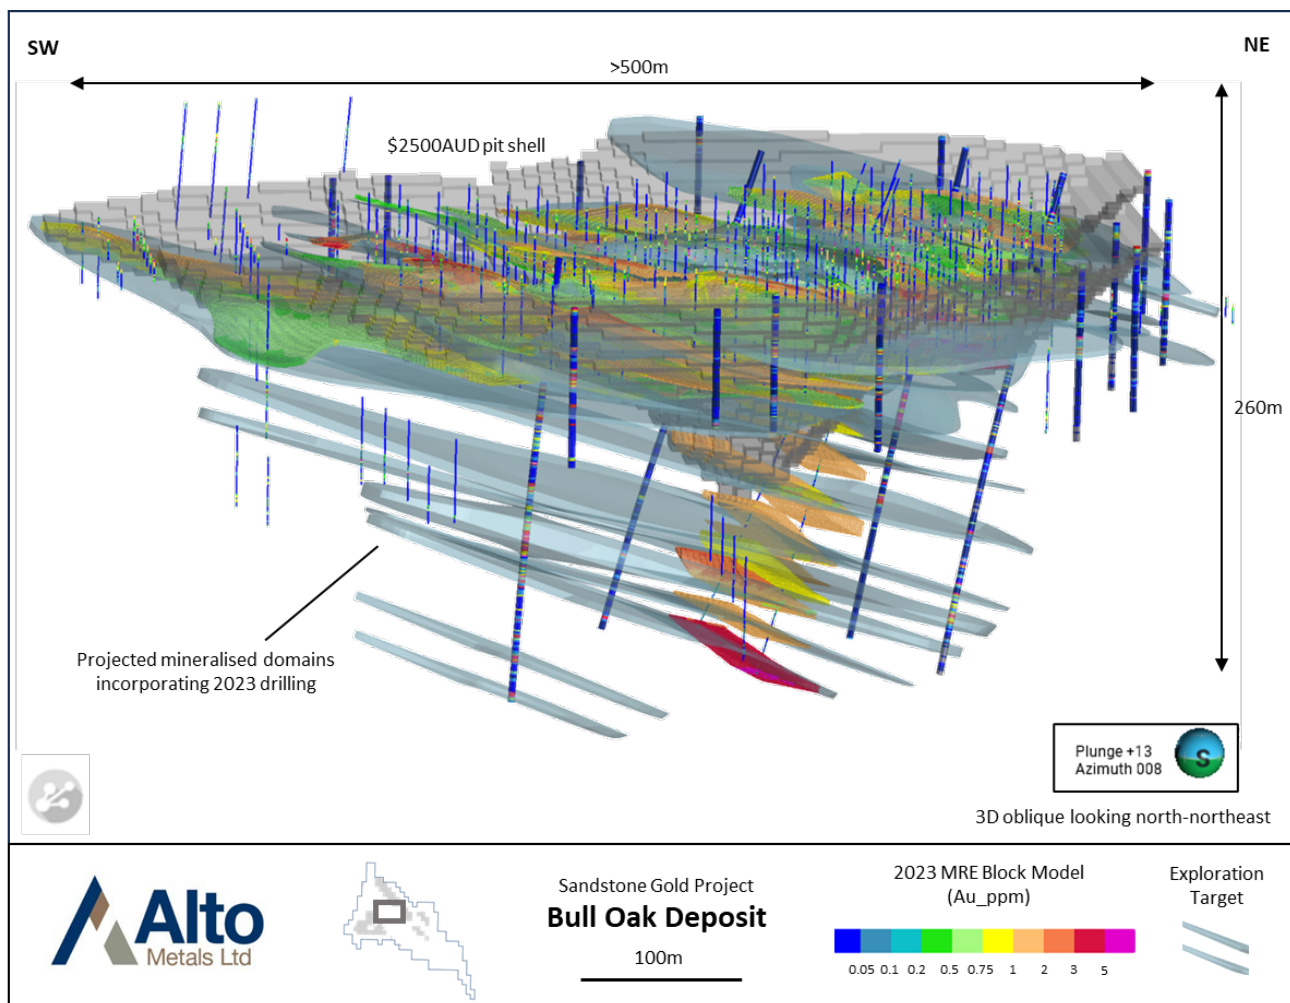 SW
NE
>500m
$2500AUD pit shell
260m
Projected mineralised domains
incorporating 2023 drilling
Plunge +13
Azimuth 008
S
3D oblique looking north-northeast
Alto
Metals Ltd
Sandstone Gold Project
Bull Oak Deposit
100m
2023 MRE Block Model
(Au_ppm)
0.05 0.1 0.2 0.5 0.75 1 2 3 5
Exploration
Target